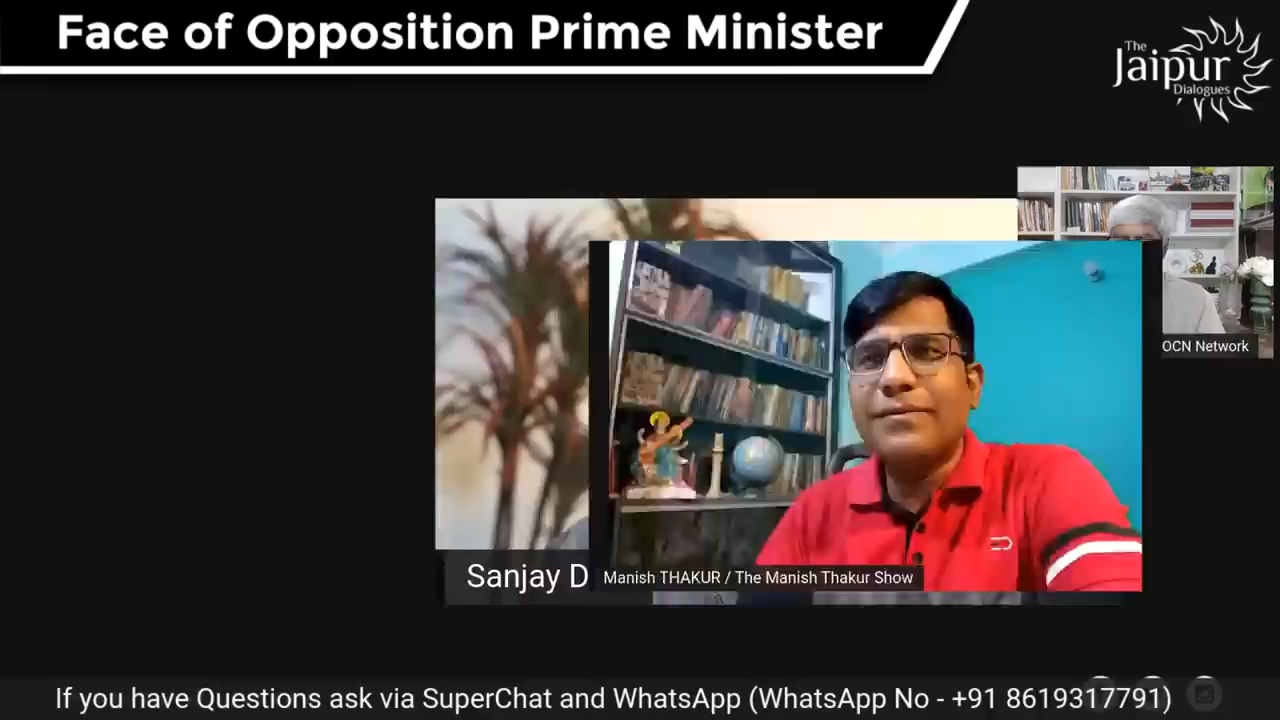 Face of Opposition Prime Minister
The
Jaipur
Dialogues
OCN Network
Sanjay D
Manish THAKUR / The Manish Thakur Show
If you have Questions ask via SuperChat and WhatsApp (WhatsApp No - +91 8619317791)